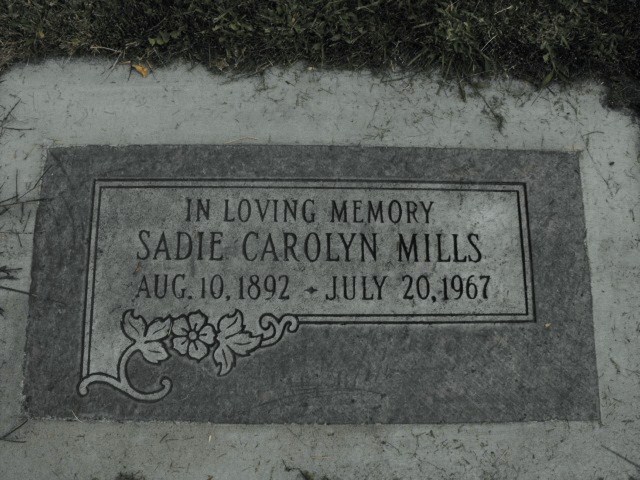 IN LOVING MEMORY
SADIE CAROLYN MILLS
AUG. 10, 1892 - JULY 20, 1967